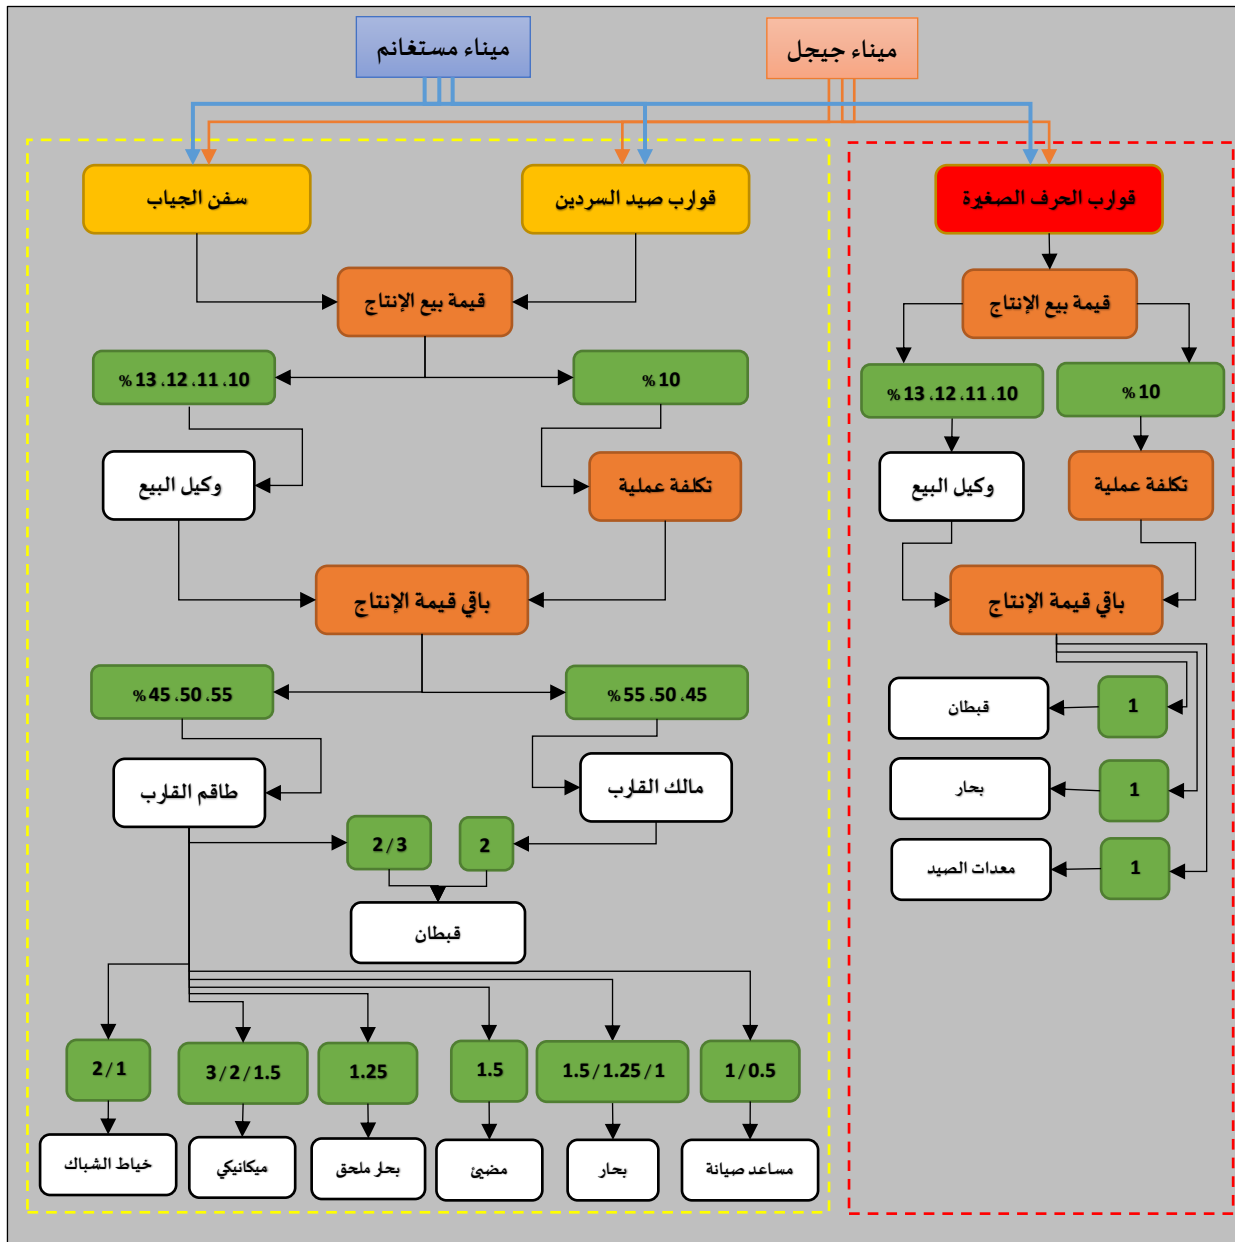 ميناء جيجل
ميناء مستغانم
قوارب الحرف الصغيرة
قوارب صيد السردين
سفن الجياب
قيمة بيع الإنتاج
قيمة بيع الإنتاج
% 10
% 13 ،12 ،11 ،10
% 10
% 13 ،12 ،11 ،10
تكلفة عملية
وكيل البيع
تكلفة عملية
وكيل البيع
باقي قيمة الإنتاج
باقي قيمة الإنتاج
% 55 ،50 ،45
% 45 ،50 ،55
1
قبطان
مالك القارب
طاقم القارب
1
بحار
2
2 / 3
1
معدات الصيد
قبطان
1 / 0.5
1.5 / 1.25 / 1
1.5
1.25
3 / 2 / 1.5
2 / 1
مساعد صيانة
بحار
مضيئ
بحار ملحق
ميكانيكي
خياط الشباك